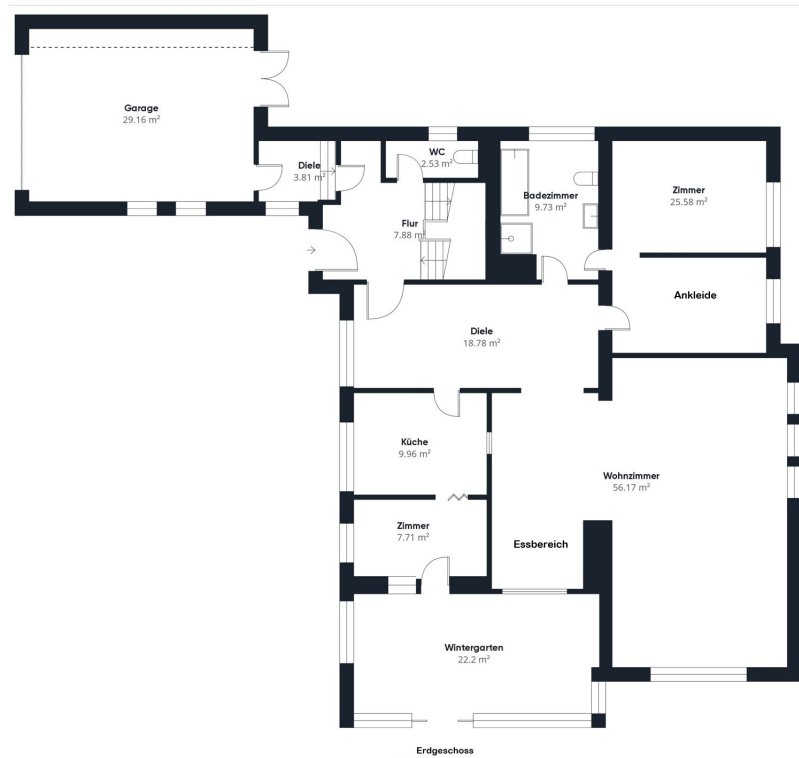 Garage
29.16 m²
WC
2.53 m²
Diele
3.81 m²
Zimmer
25.58 m²
Badezimmer
9.73 m²
Flur
7.88 m²
Ankleide
Diele
18.78 m²
Küche
9.96 m²
Wohnzimmer
56.17 m²
Zimmer
7.71 m²
Essbereich
Wintergarten
22.2 m²
Erdgeschoss